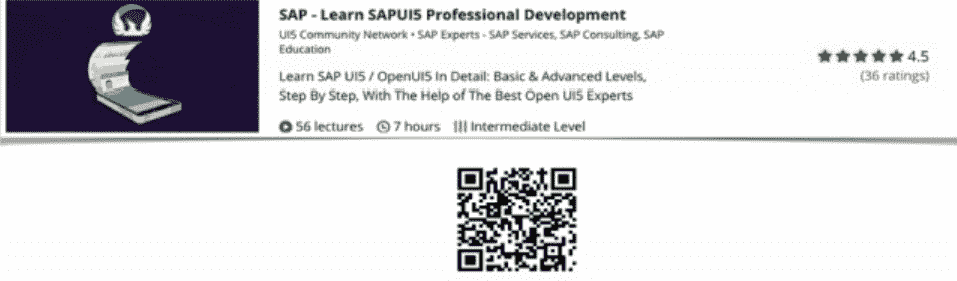 SAP - Learn SAPUI5 Professional Development
UI5 Community Network • SAP Experts - SAP Services, SAP Consulting, SAP
Education
Learn SAP UI5 / OpenUI5 In Detail: Basic & Advanced Levels,
Step By Step, With The Help of The Best Open UI5 Experts
4.5
(36 ratings)
56 lectures 7 hours Intermediate Level